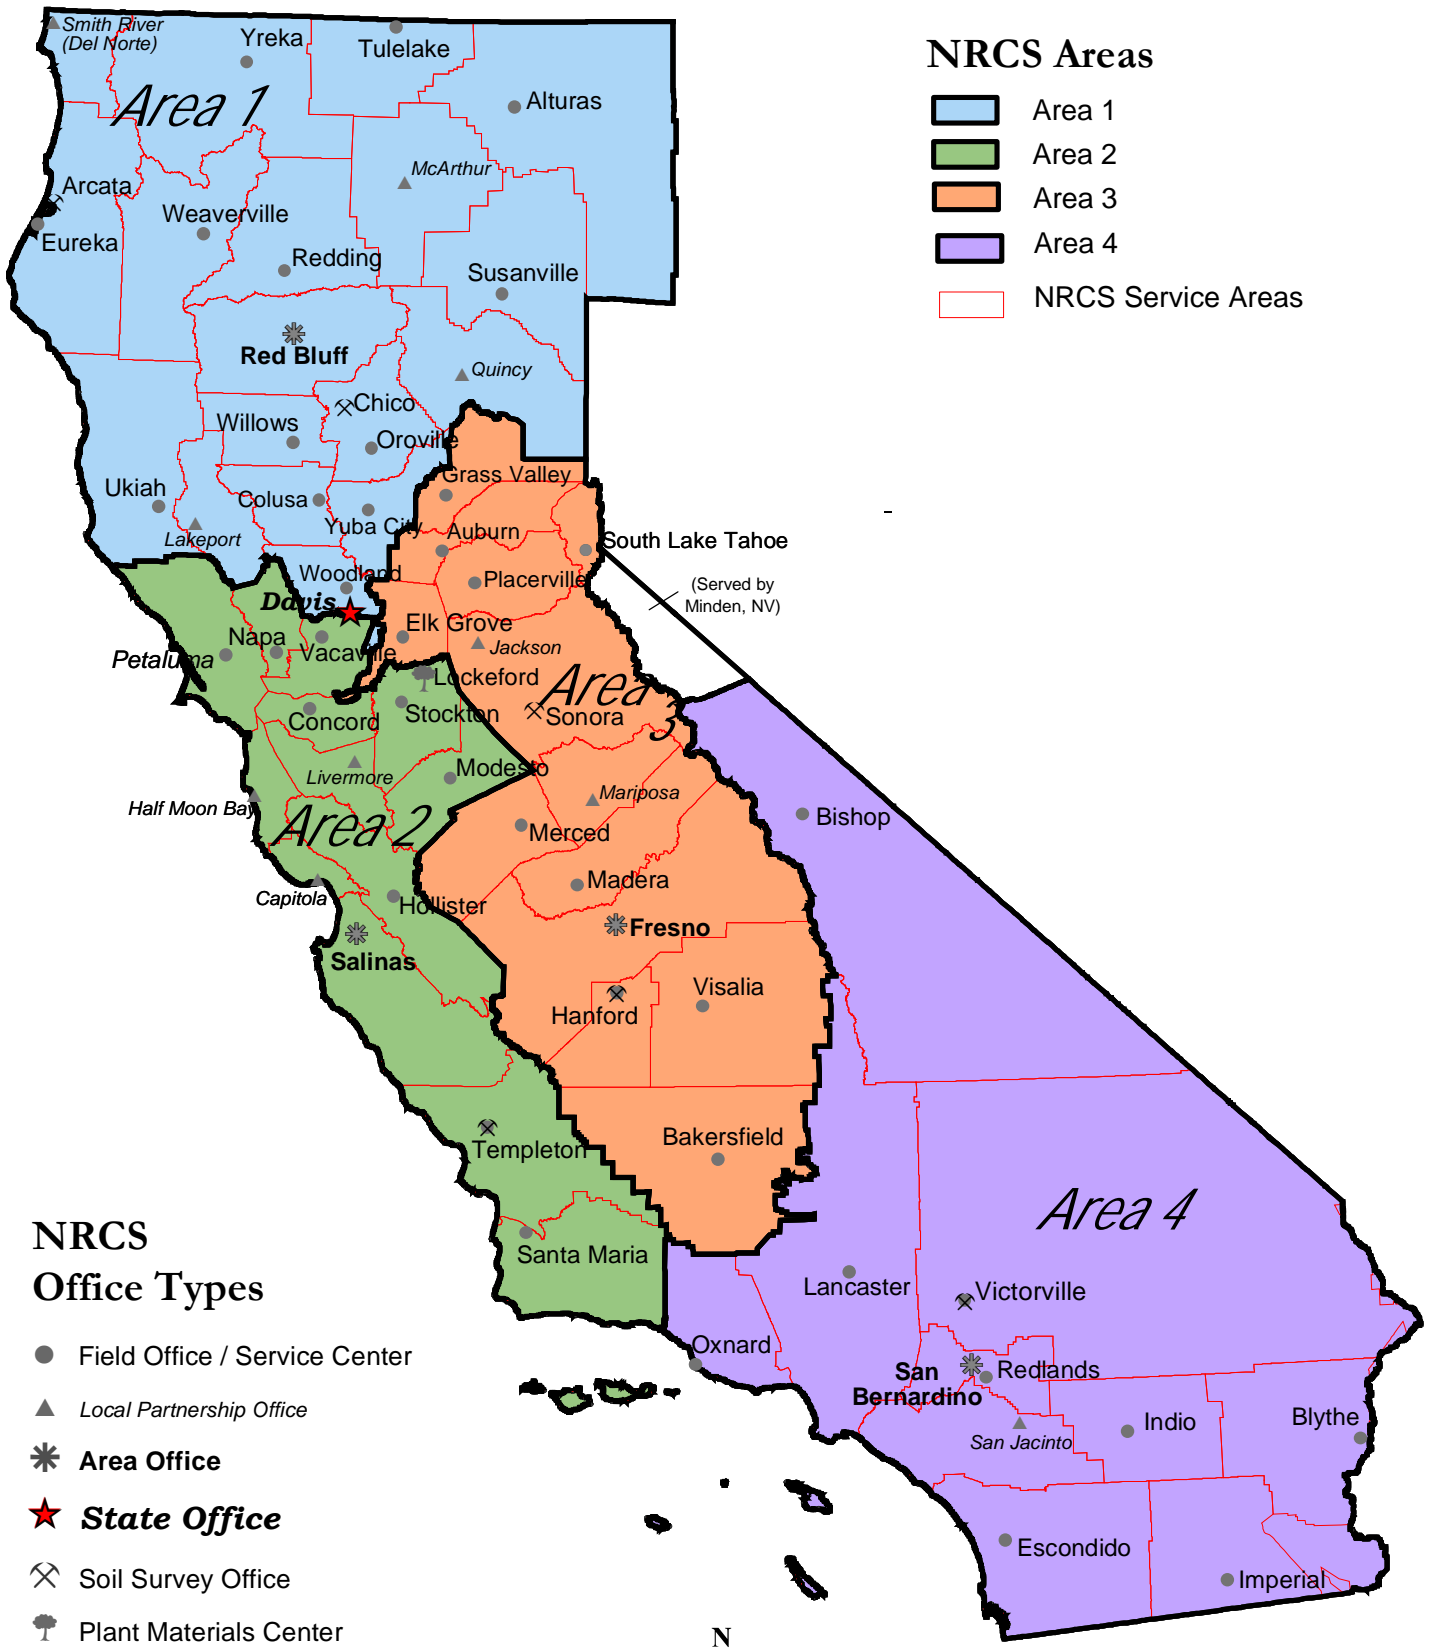 Smith River
(Del Norte)
Yreka
Tulelake
Area 1
Alturas
McArthur
Arcata
Weaverville
Eureka
Redding
Susanville
Red Bluff
Quincy
Chico
Willows
Oroville
Grass Valley
Ukiah
Colusa
Yuba City
Auburn
Lakeport
South Lake Tahoe
Woodland
Placerville
(Served by
Minden, NV)
Davis
Elk Grove
Napa
Jackson
Petaluma
Vacaville
Lockeford
Area
3
Stockton
Sonora
Concord
Modesto
Livermore
Mariposa
Half Moon Bay
Area 2
Merced
Bishop
Madera
Capitola
Hollister
Fresno
Salinas
Visalia
Hanford
Bakersfield
Templeton
Area 4
Santa Maria
Lancaster
Victorville
Oxnard
San
Bernardino
Redlands
San Jacinto
Indio
Blythe
Escondido
Imperial
NRCS Areas
Area 1
Area 2
Area 3
Area 4
NRCS Service Areas
NRCS
Office Types
Field Office / Service Center
Local Partnership Office
Area Office
State Office
Soil Survey Office
Plant Materials Center
N